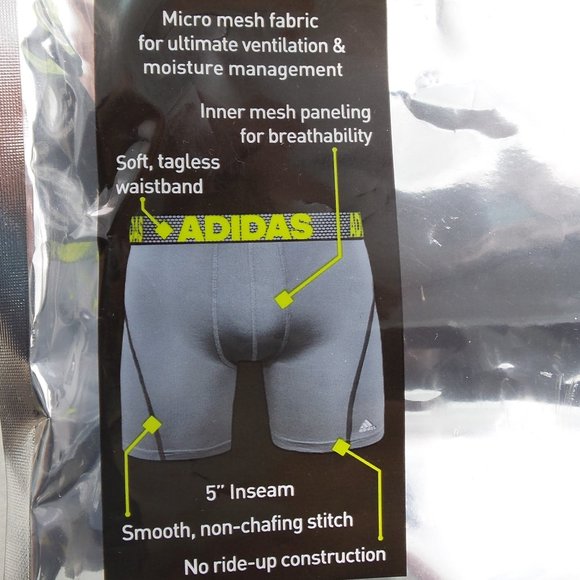 Micro mesh fabric
for ultimate ventilation &
moisture management
Inner mesh paneling
for breathability
Soft, tagless
waistband
ADIDAS
5” Inseam
Smooth, non-chafing stitch
No ride-up construction